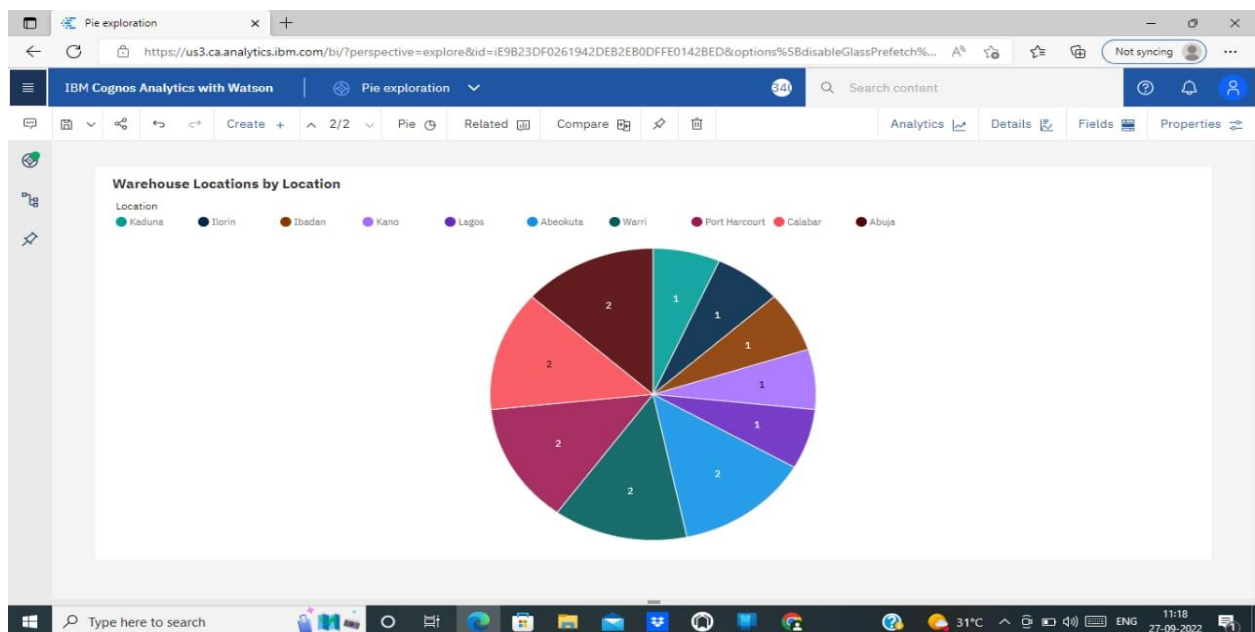 Pie exploration
https://us3.ca.analytics.ibm.com/bi/?perspective=explore&id=iE9B23DF0261942DEB2EB0DFFE0142BED&options%5BdisableGlassPrefetch%... Not syncing
IBM Cognos Analytics with Watson Pie exploration 340 Search content
Create + 2/2 Pie Related Compare Analytics Details Fields Properties
Warehouse Locations by Location
Location
Kaduna Ilorin Ibadan Kano Lagos Abeokuta Warri Port Harcourt Calabar Abuja
2 1
1
1
2
1
1
2
2
2
Type here to search 31°C ENG 11:18
27-09-2022